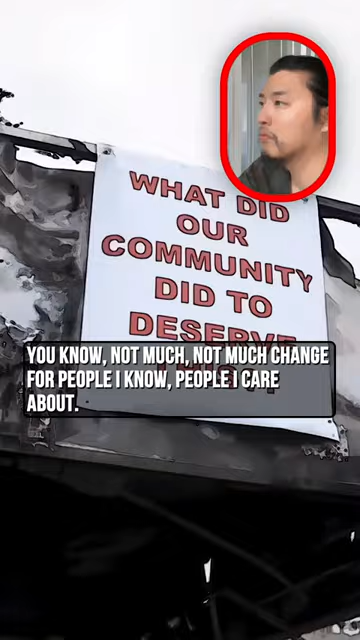 WHAT DID
OUR
COMMUNITY
DID TO
DESERVE
YOU KNOW, NOT MUCH, NOT MUCH CHANGE
FOR PEOPLE I KNOW, PEOPLE I CARE
ABOUT.